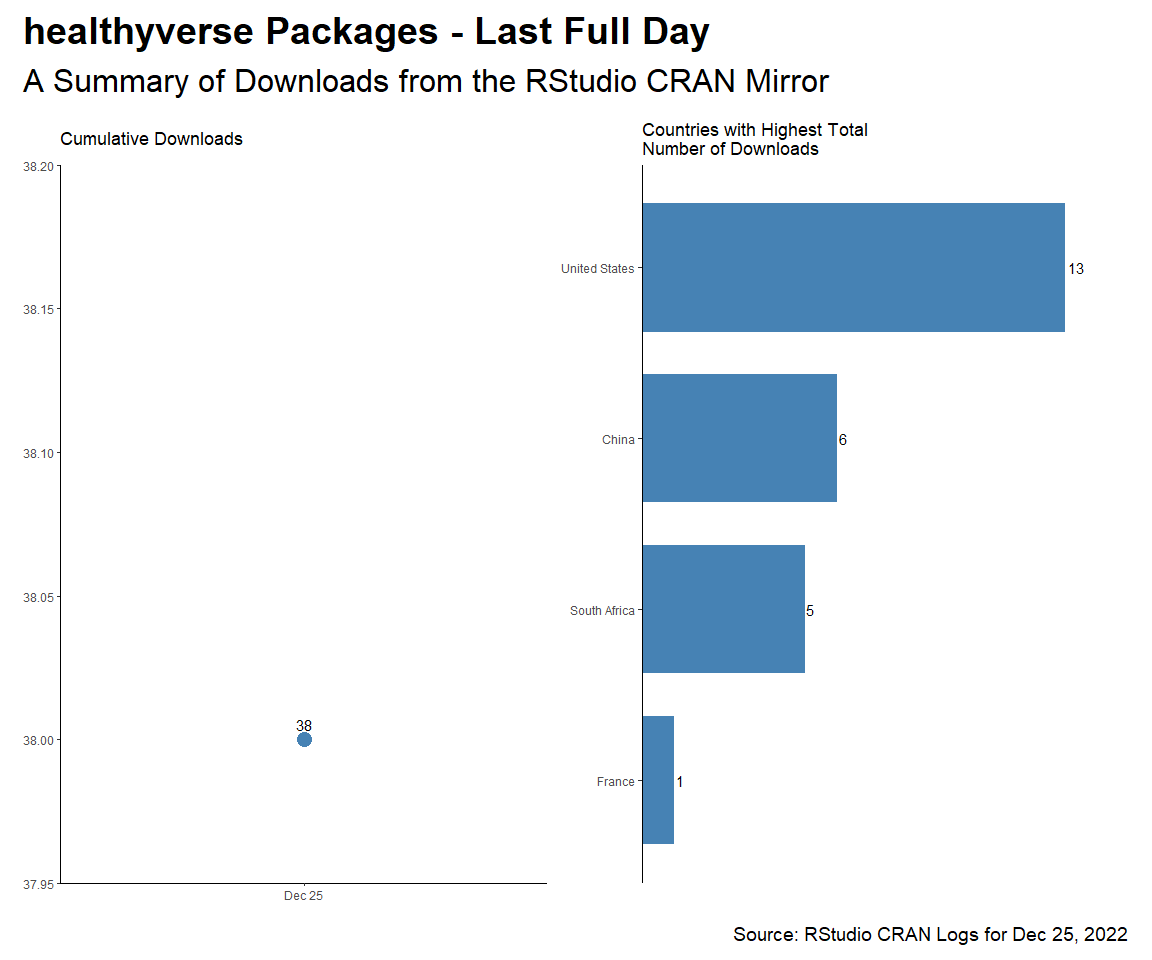 healthyverse Packages - Last Full Day
A Summary of Downloads from the RStudio CRAN Mirror
Cumulative Downloads
38.20
38.15
38.10
38.05
38.00
37.95
38
Dec 25
Countries with Highest Total
Number of Downloads
United States
13
China
6
South Africa
5
France
1
Source: RStudio CRAN Logs for Dec 25, 2022